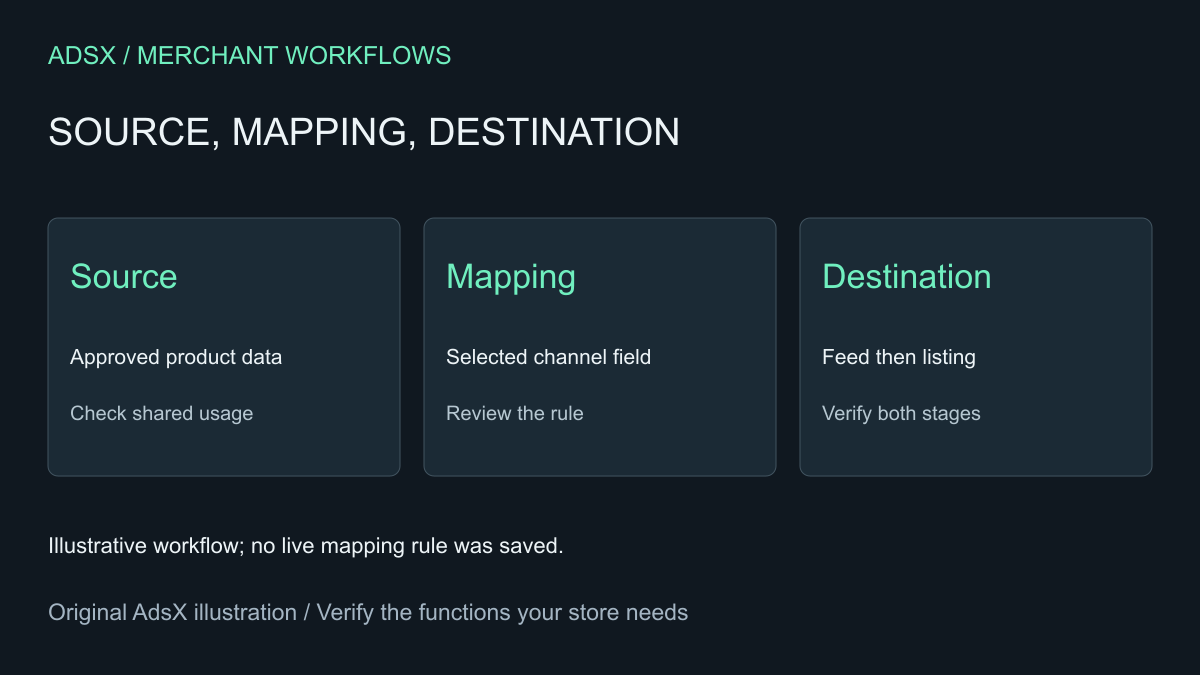 ADSX / MERCHANT WORKFLOWS
SOURCE, MAPPING, DESTINATION
Source
Approved product data
Check shared usage
Mapping
Selected channel field
Review the rule
Destination
Feed then listing
Verify both stages
Illustrative workflow; no live mapping rule was saved.
Original AdsX illustration / Verify the functions your store needs